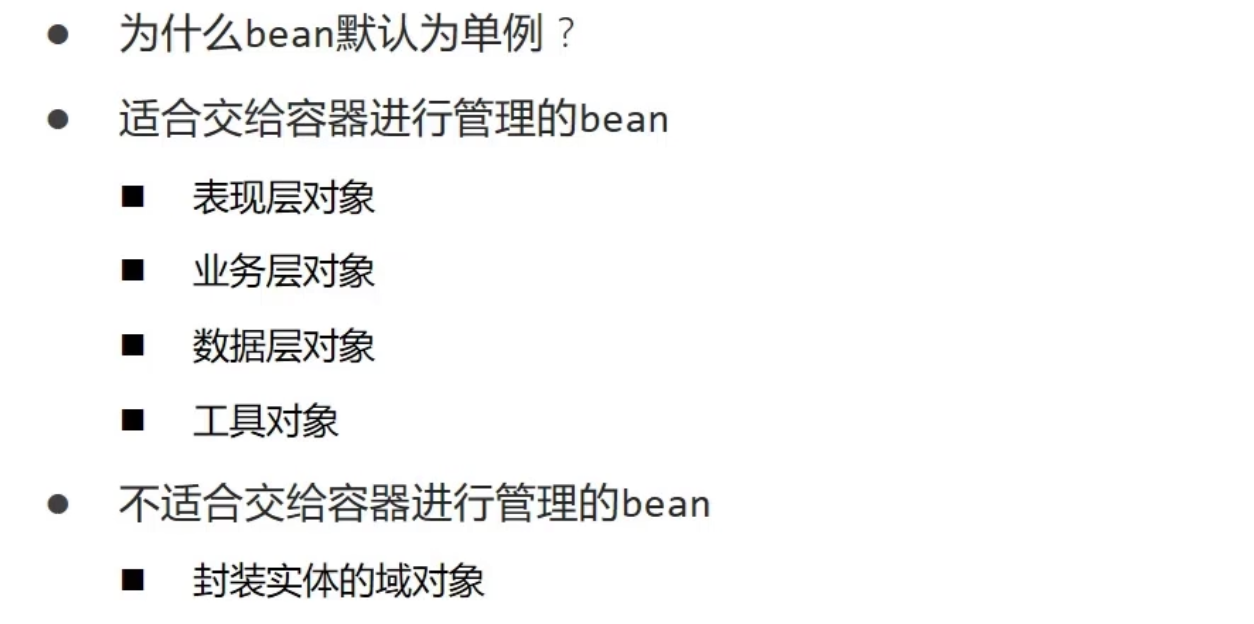 为什么bean默认为单例？
适合交给容器进行管理的bean
表现层对象
业务层对象
数据层对象
工具对象
不适合交给容器进行管理的bean
封装实体的域对象